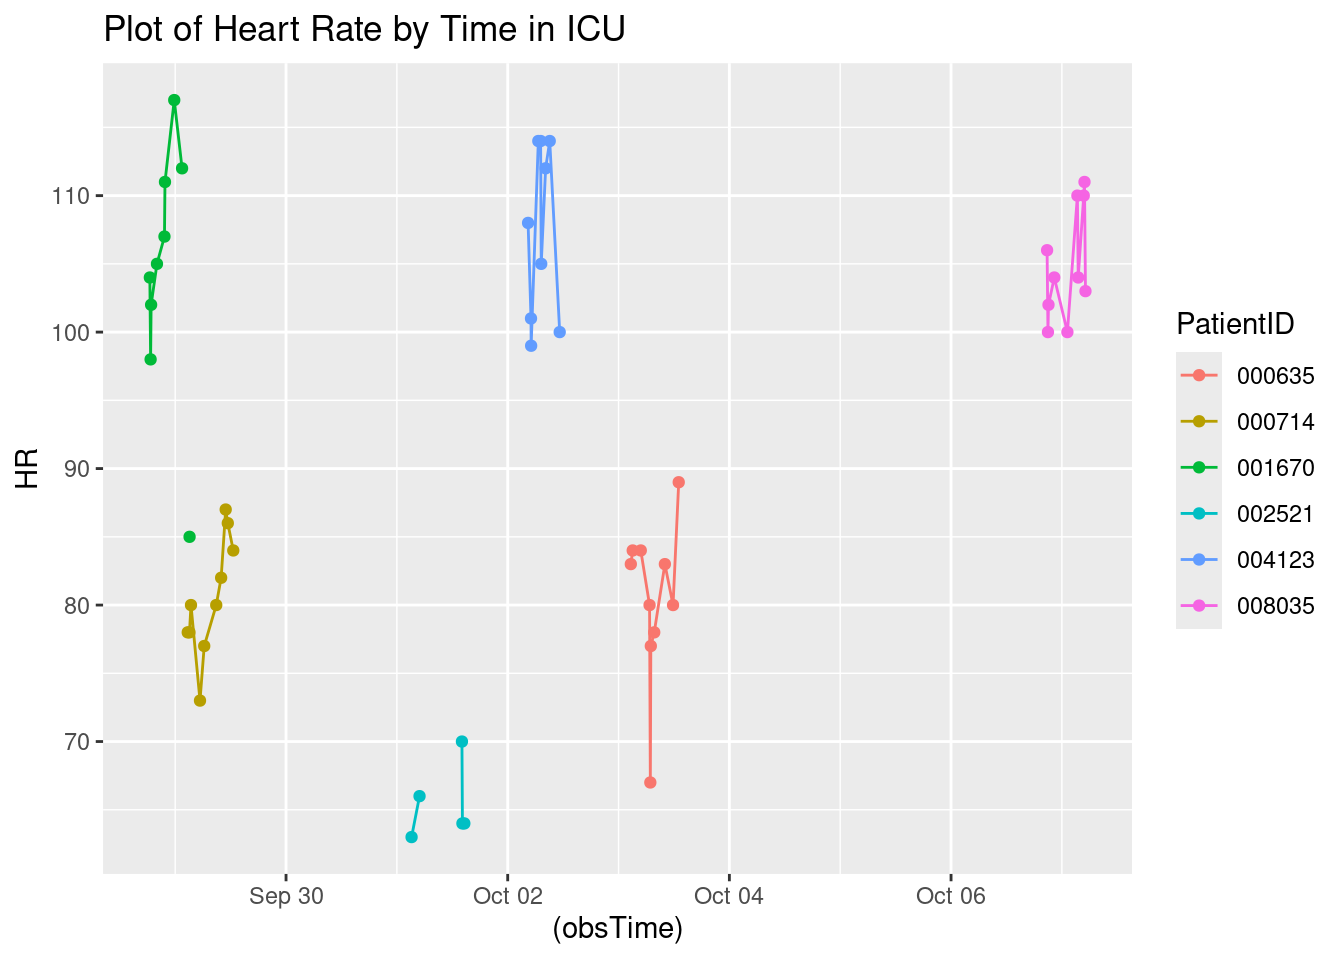 Plot of Heart Rate by Time in ICU
110
100
90
80
70
HR
Sep 30
Oct 02
Oct 04
Oct 06
(obsTime)
PatientID
000635
000714
001670
002521
004123
008035